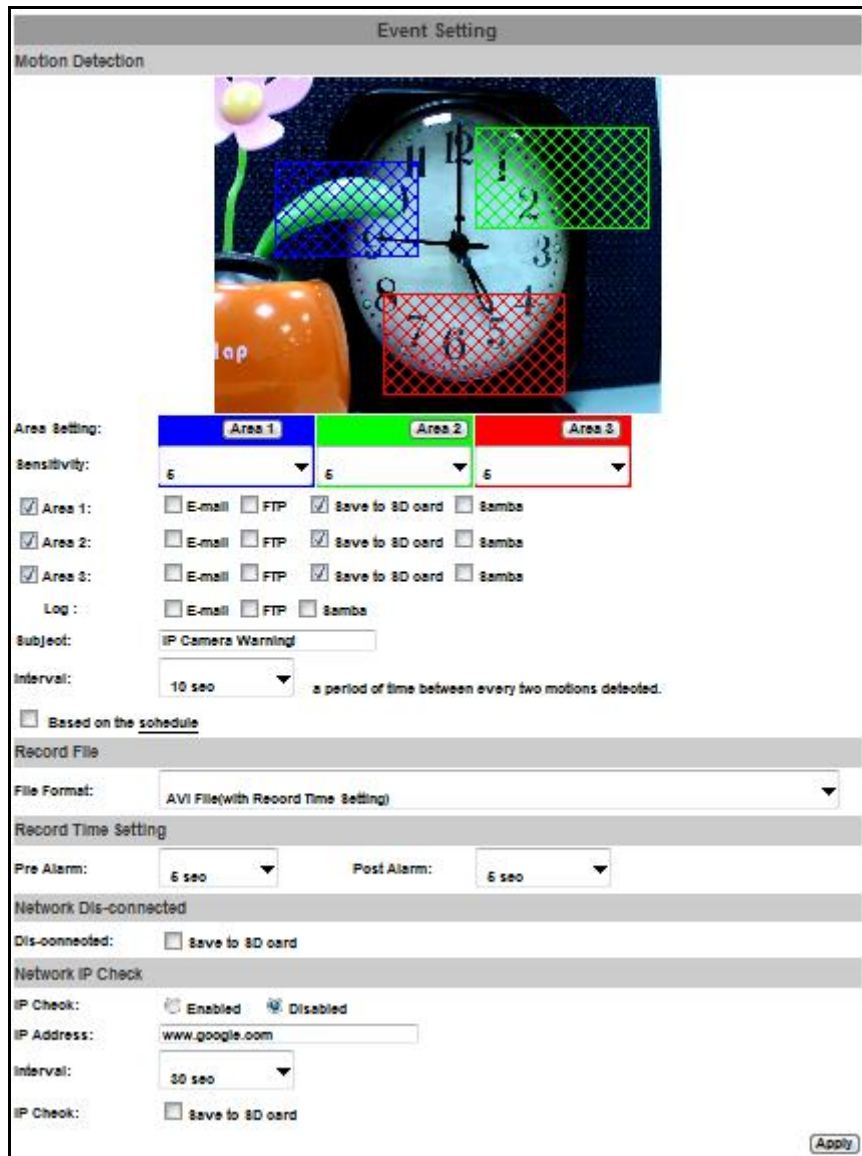 Event Setting
Motion Detection
11 12 1
2
9 3
8 4
7 6 5
lap
Area Setting: Area 1 Area 2 Area 3
Sensitivity: 5 5 5
Area 1: E-mail FTP Save to SD card Samba
Area 2: E-mail FTP Save to SD card Samba
Area 3: E-mail FTP Save to SD card Samba
Log : E-mail FTP Samba
Subject: IP Camera Warning!
Interval: 10 sec a period of time between every two motions detected.
Based on the schedule
Record File
File Format: AVI File(with Record Time Setting)
Record Time Setting
Pre Alarm: 5 sec Post Alarm: 5 sec
Network Dis-connected
Dis-connected: Save to SD card
Network IP Check
IP Check: Enabled Disabled
IP Address: www.google.com
Interval: 30 sec
IP Check: Save to SD card
Apply